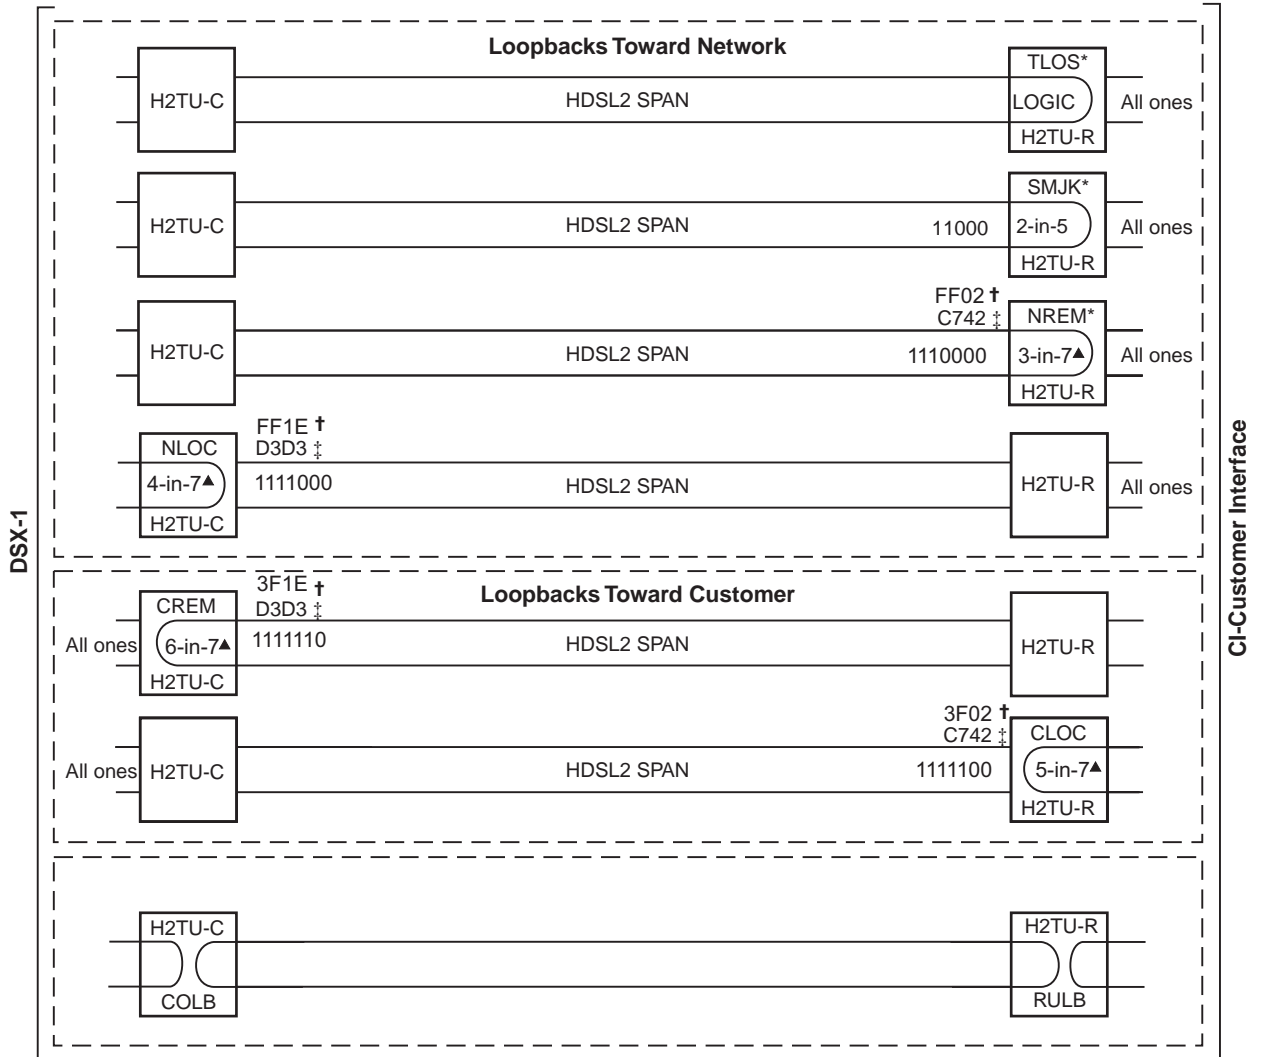 Loopbacks Toward Network
H2TU-C
HDSL2 SPAN
TLOS*
LOGIC
H2TU-R
All ones
H2TU-C
HDSL2 SPAN
11000
SMJK*
2-in-5
H2TU-R
All ones
H2TU-C
HDSL2 SPAN
FF02 †
C742 ‡
1110000
NREM*
3-in-7▲
H2TU-R
All ones
NLOC
4-in-7▲
H2TU-C
FF1E †
D3D3 ‡
1111000
HDSL2 SPAN
H2TU-R
All ones
DSX-1
CI-Customer Interface
Loopbacks Toward Customer
All ones
CREM
6-in-7▲
H2TU-C
3F1E †
D3D3 ‡
1111110
HDSL2 SPAN
H2TU-R
All ones
H2TU-C
HDSL2 SPAN
3F02 †
C742 ‡
1111100
CLOC
5-in-7▲
H2TU-R
H2TU-C
COLB
H2TU-R
RULB